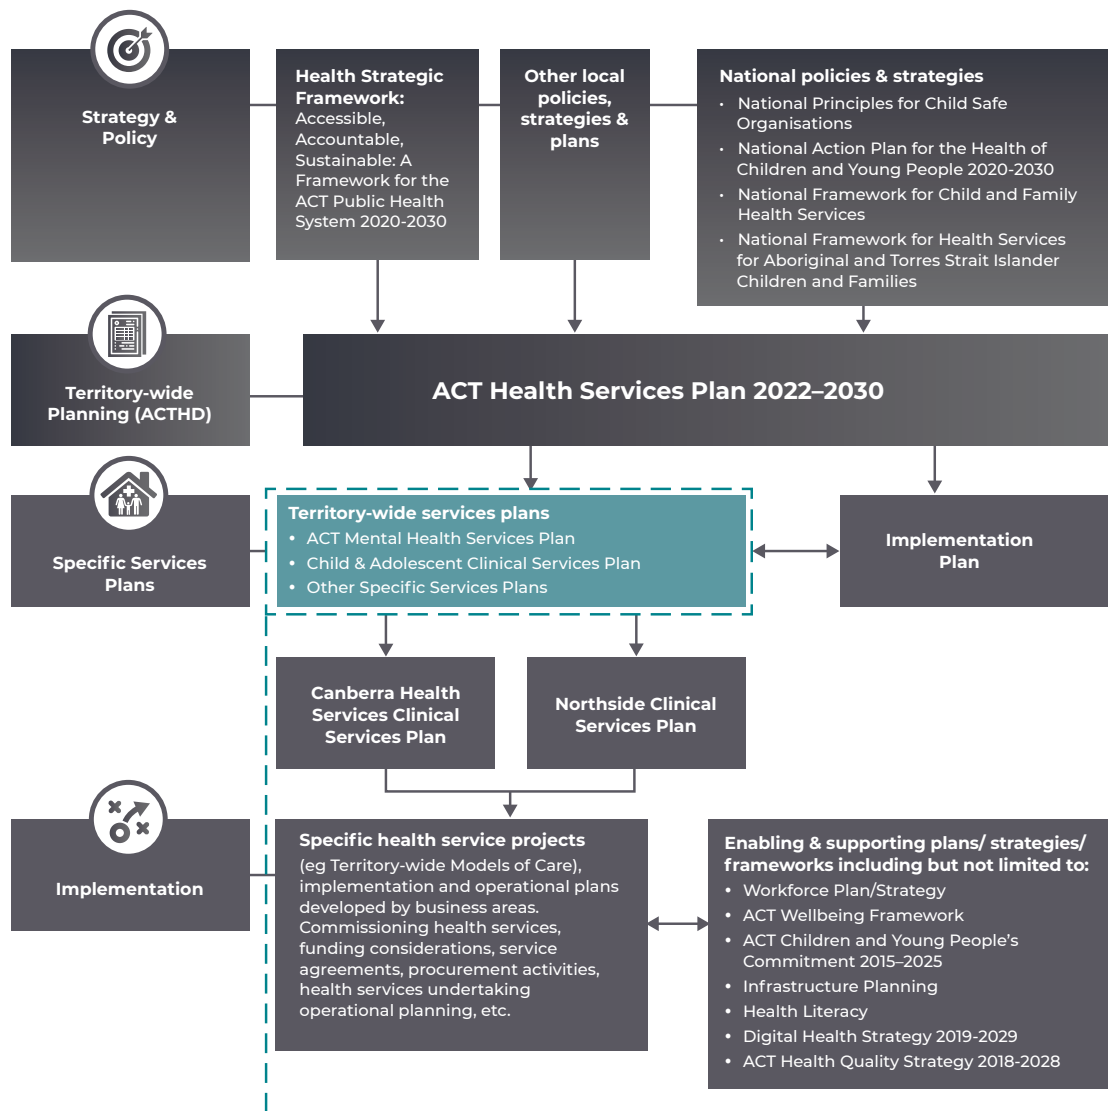 Strategy &
Policy
Health Strategic
Framework:
Accessible,
Accountable,
Sustainable: A
Framework for the
ACT Public Health
System 2020-2030
Other local
policies,
strategies &
plans
National policies & strategies
• National Principles for Child Safe
Organisations
• National Action Plan for the Health of
Children and Young People 2020-2030
• National Framework for Child and Family
Health Services
• National Framework for Health Services
for Aboriginal and Torres Strait Islander
Children and Families
Territory-wide
Planning (ACTHD)
ACT Health Services Plan 2022–2030
Specific Services
Plans
Territory-wide services plans
• ACT Mental Health Services Plan
• Child & Adolescent Clinical Services Plan
• Other Specific Services Plans
Implementation
Plan
Canberra Health
Services Clinical
Services Plan
Northside Clinical
Services Plan
Implementation
Specific health service projects
(eg Territory-wide Models of Care),
implementation and operational plans
developed by business areas.
Commissioning health services,
funding considerations, service
agreements, procurement activities,
health services undertaking
operational planning, etc.
Enabling & supporting plans/ strategies/
frameworks including but not limited to:
• Workforce Plan/Strategy
• ACT Wellbeing Framework
• ACT Children and Young People’s
Commitment 2015–2025
• Infrastructure Planning
• Health Literacy
• Digital Health Strategy 2019-2029
• ACT Health Quality Strategy 2018-2028